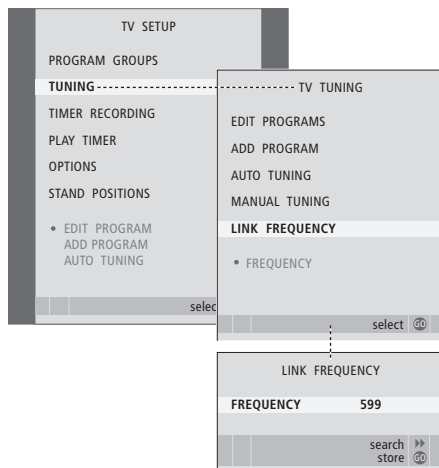 TV SETUP
PROGRAM GROUPS
TUNING
TIMER RECORDING
PLAY TIMER
OPTIONS
STAND POSITIONS
• EDIT PROGRAM
ADD PROGRAM
AUTO TUNING
selec
TV TUNING
EDIT PROGRAMS
ADD PROGRAM
AUTO TUNING
MANUAL TUNING
LINK FREQUENCY
• FREQUENCY
select GO
LINK FREQUENCY
FREQUENCY 599
search
store GO